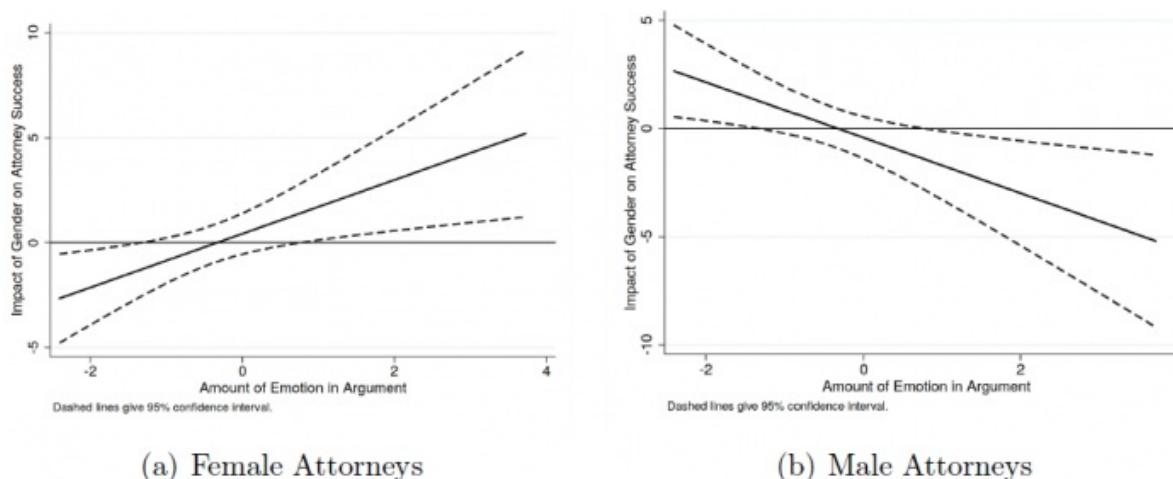 10
5
0
-5
Impact of Gender on Attorney Success
-2
0
2
4
Amount of Emotion in Argument
Dashed lines give 95% confidence interval.
(a) Female Attorneys
5
0
-5
-10
Impact of Gender on Attorney Success
-2
0
2
Amount of Emotion in Argument
Dashed lines give 95% confidence interval.
(b) Male Attorneys